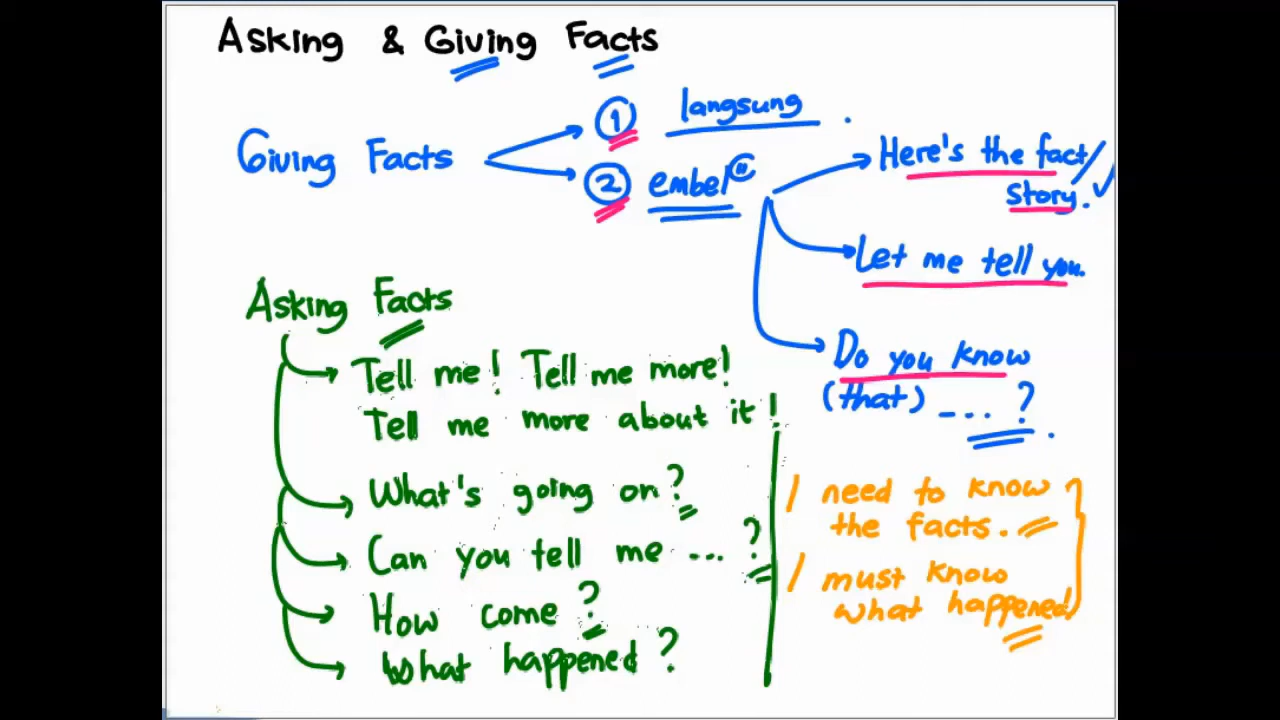 Asking & Giving Facts
Giving Facts
1 langsung.
2 embel"
Here's the fact/
story.
Let me tell you.
Do you know
(that) ....?
Asking Facts
Tell me! Tell me more!
Tell me more about it!
What's going on?
Can you tell me ... ?
How come?
What happened?
I need to know
the facts.
I must know
what happened!